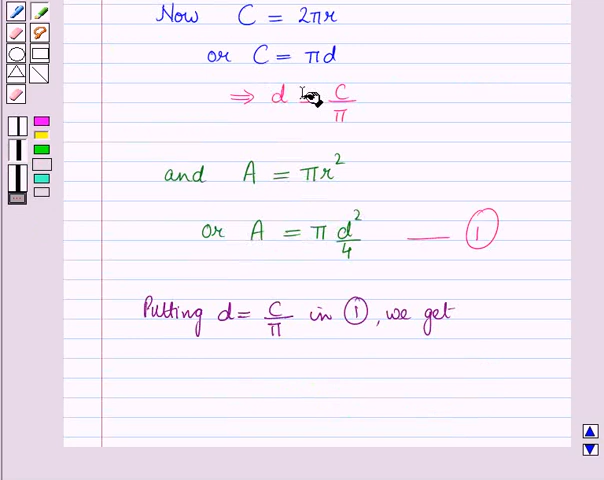 Now C = 2πr
or C = πd
⇒ d = C/π
and A = πr²
or A = π d²/4 —— ①
Putting d = C/π in ①, we get